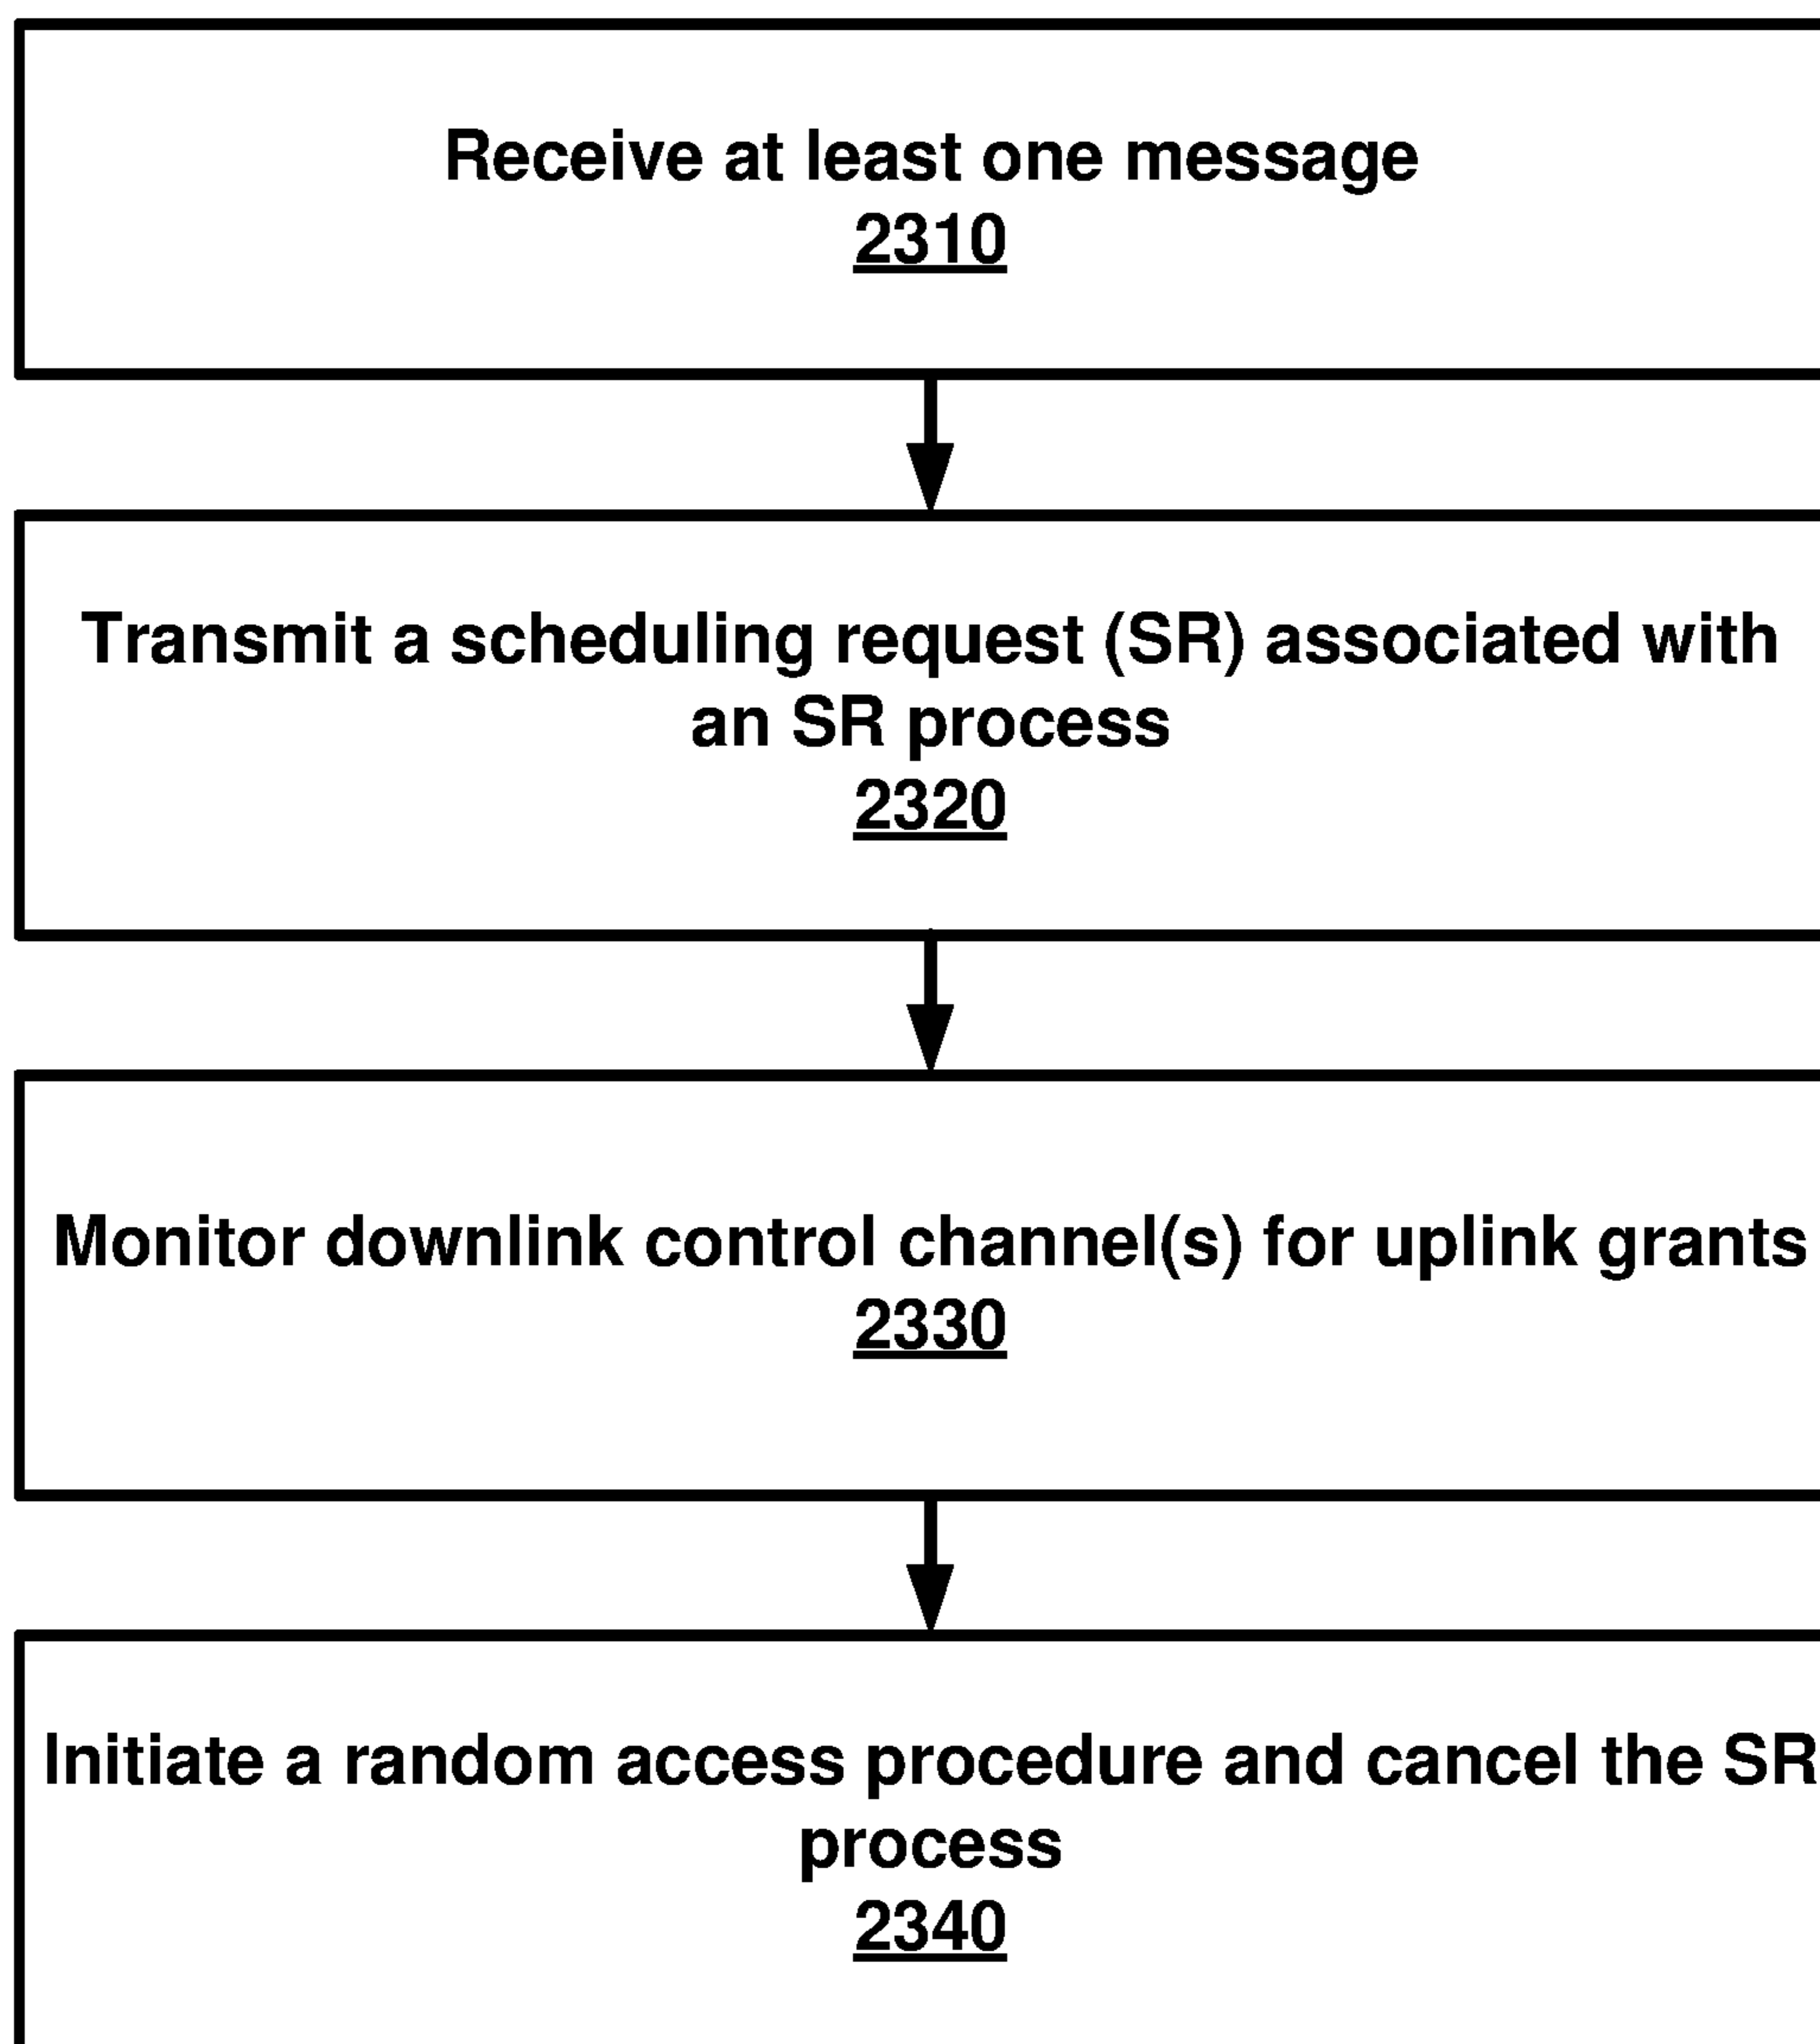 Receive at least one message
2310
Transmit a scheduling request (SR) associated with
an SR process
2320
Monitor downlink control channel(s) for uplink grants
2330
Initiate a random access procedure and cancel the SR
process
2340